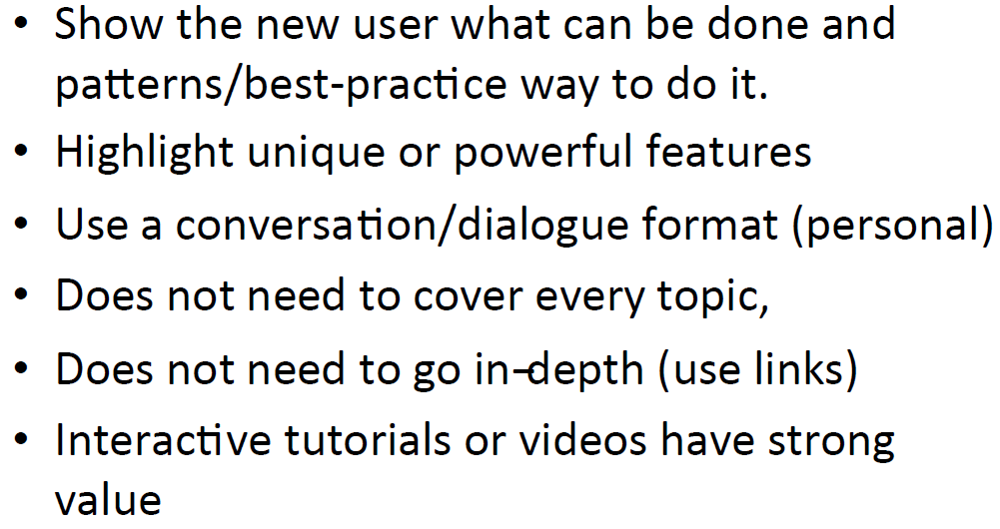 • Show the new user what can be done and
patterns/best-practice way to do it.
• Highlight unique or powerful features
• Use a conversation/dialogue format (personal)
• Does not need to cover every topic,
• Does not need to go in-depth (use links)
• Interactive tutorials or videos have strong
value